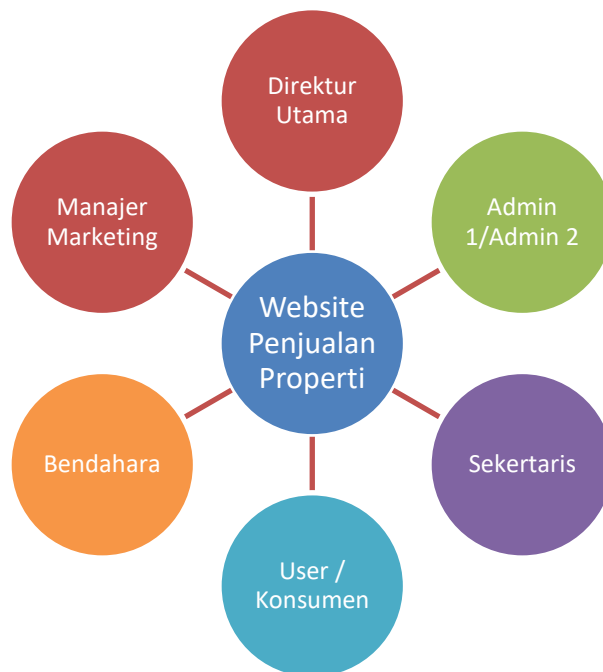 Direktur
Utama
Manajer
Marketing
Admin
1/Admin 2
Website
Penjualan
Properti
Bendahara
Sekertaris
User /
Konsumen